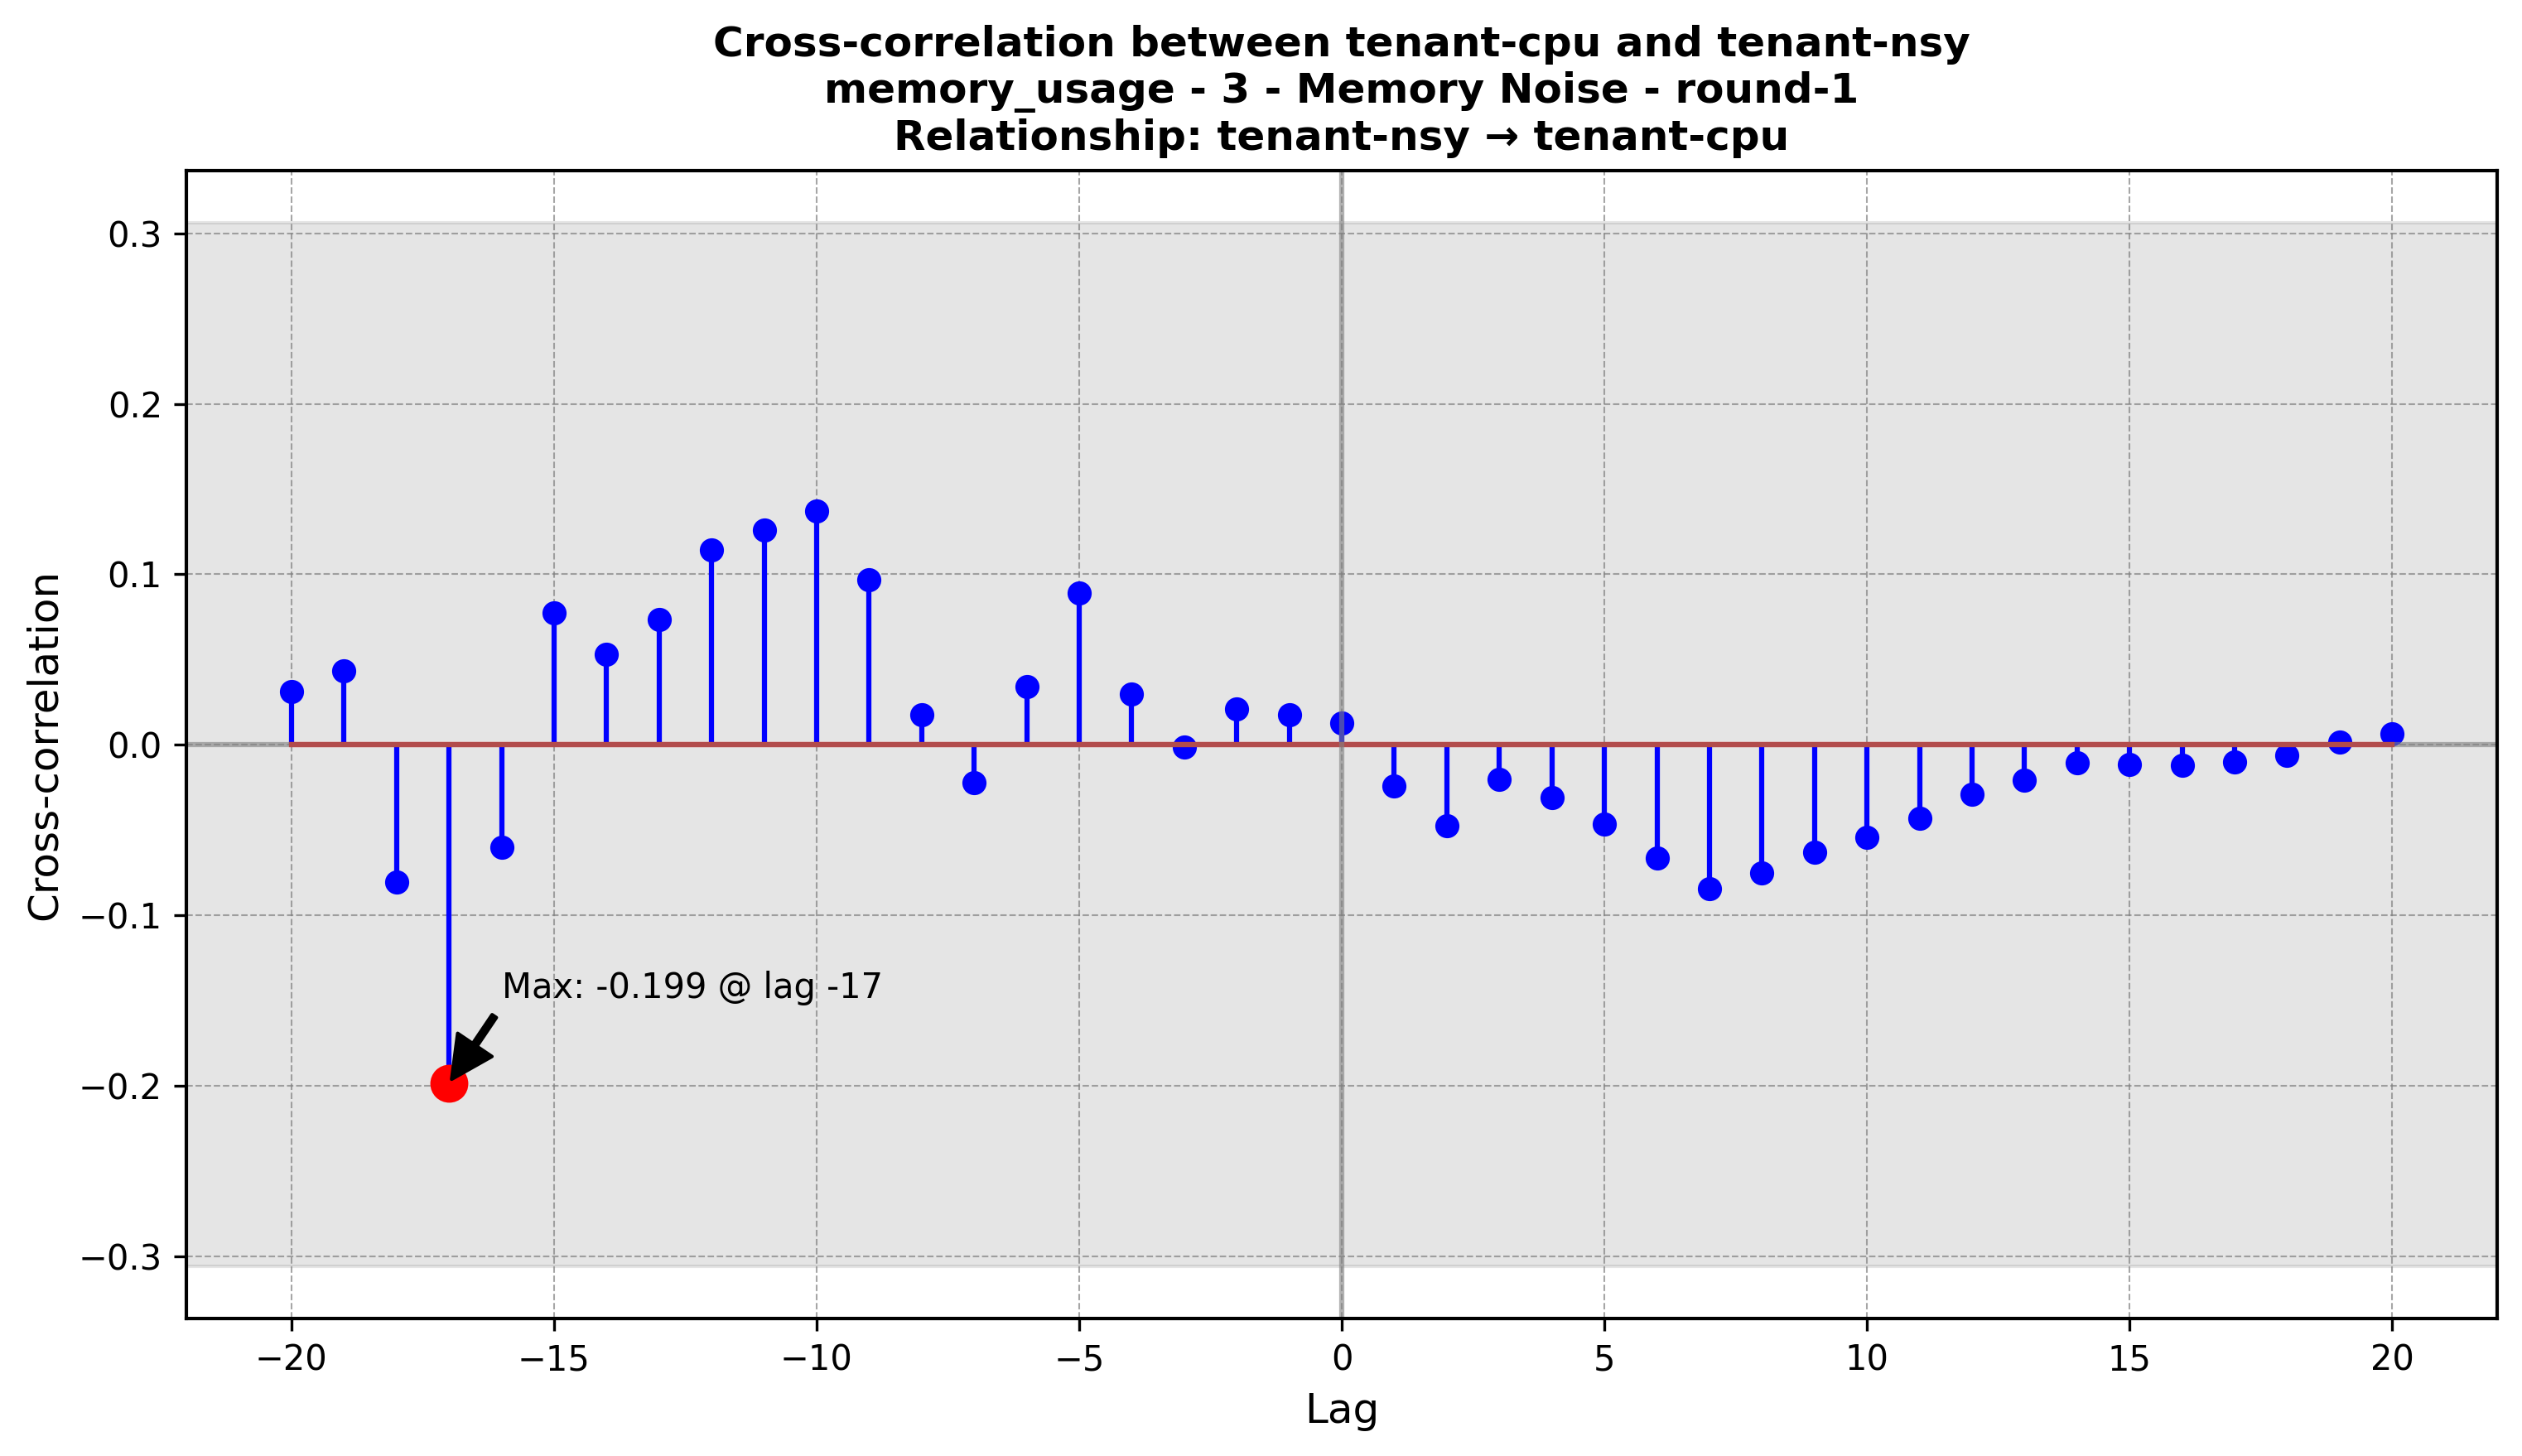 Cross-correlation between tenant-cpu and tenant-nsy
memory_usage - 3 - Memory Noise - round-1
Relationship: tenant-nsy → tenant-cpu
Cross-correlation
0.3
0.2
0.1
0.0
−0.1
−0.2
−0.3
Max: -0.199 @ lag -17
−20
−15
−10
−5
0
5
10
15
20
Lag